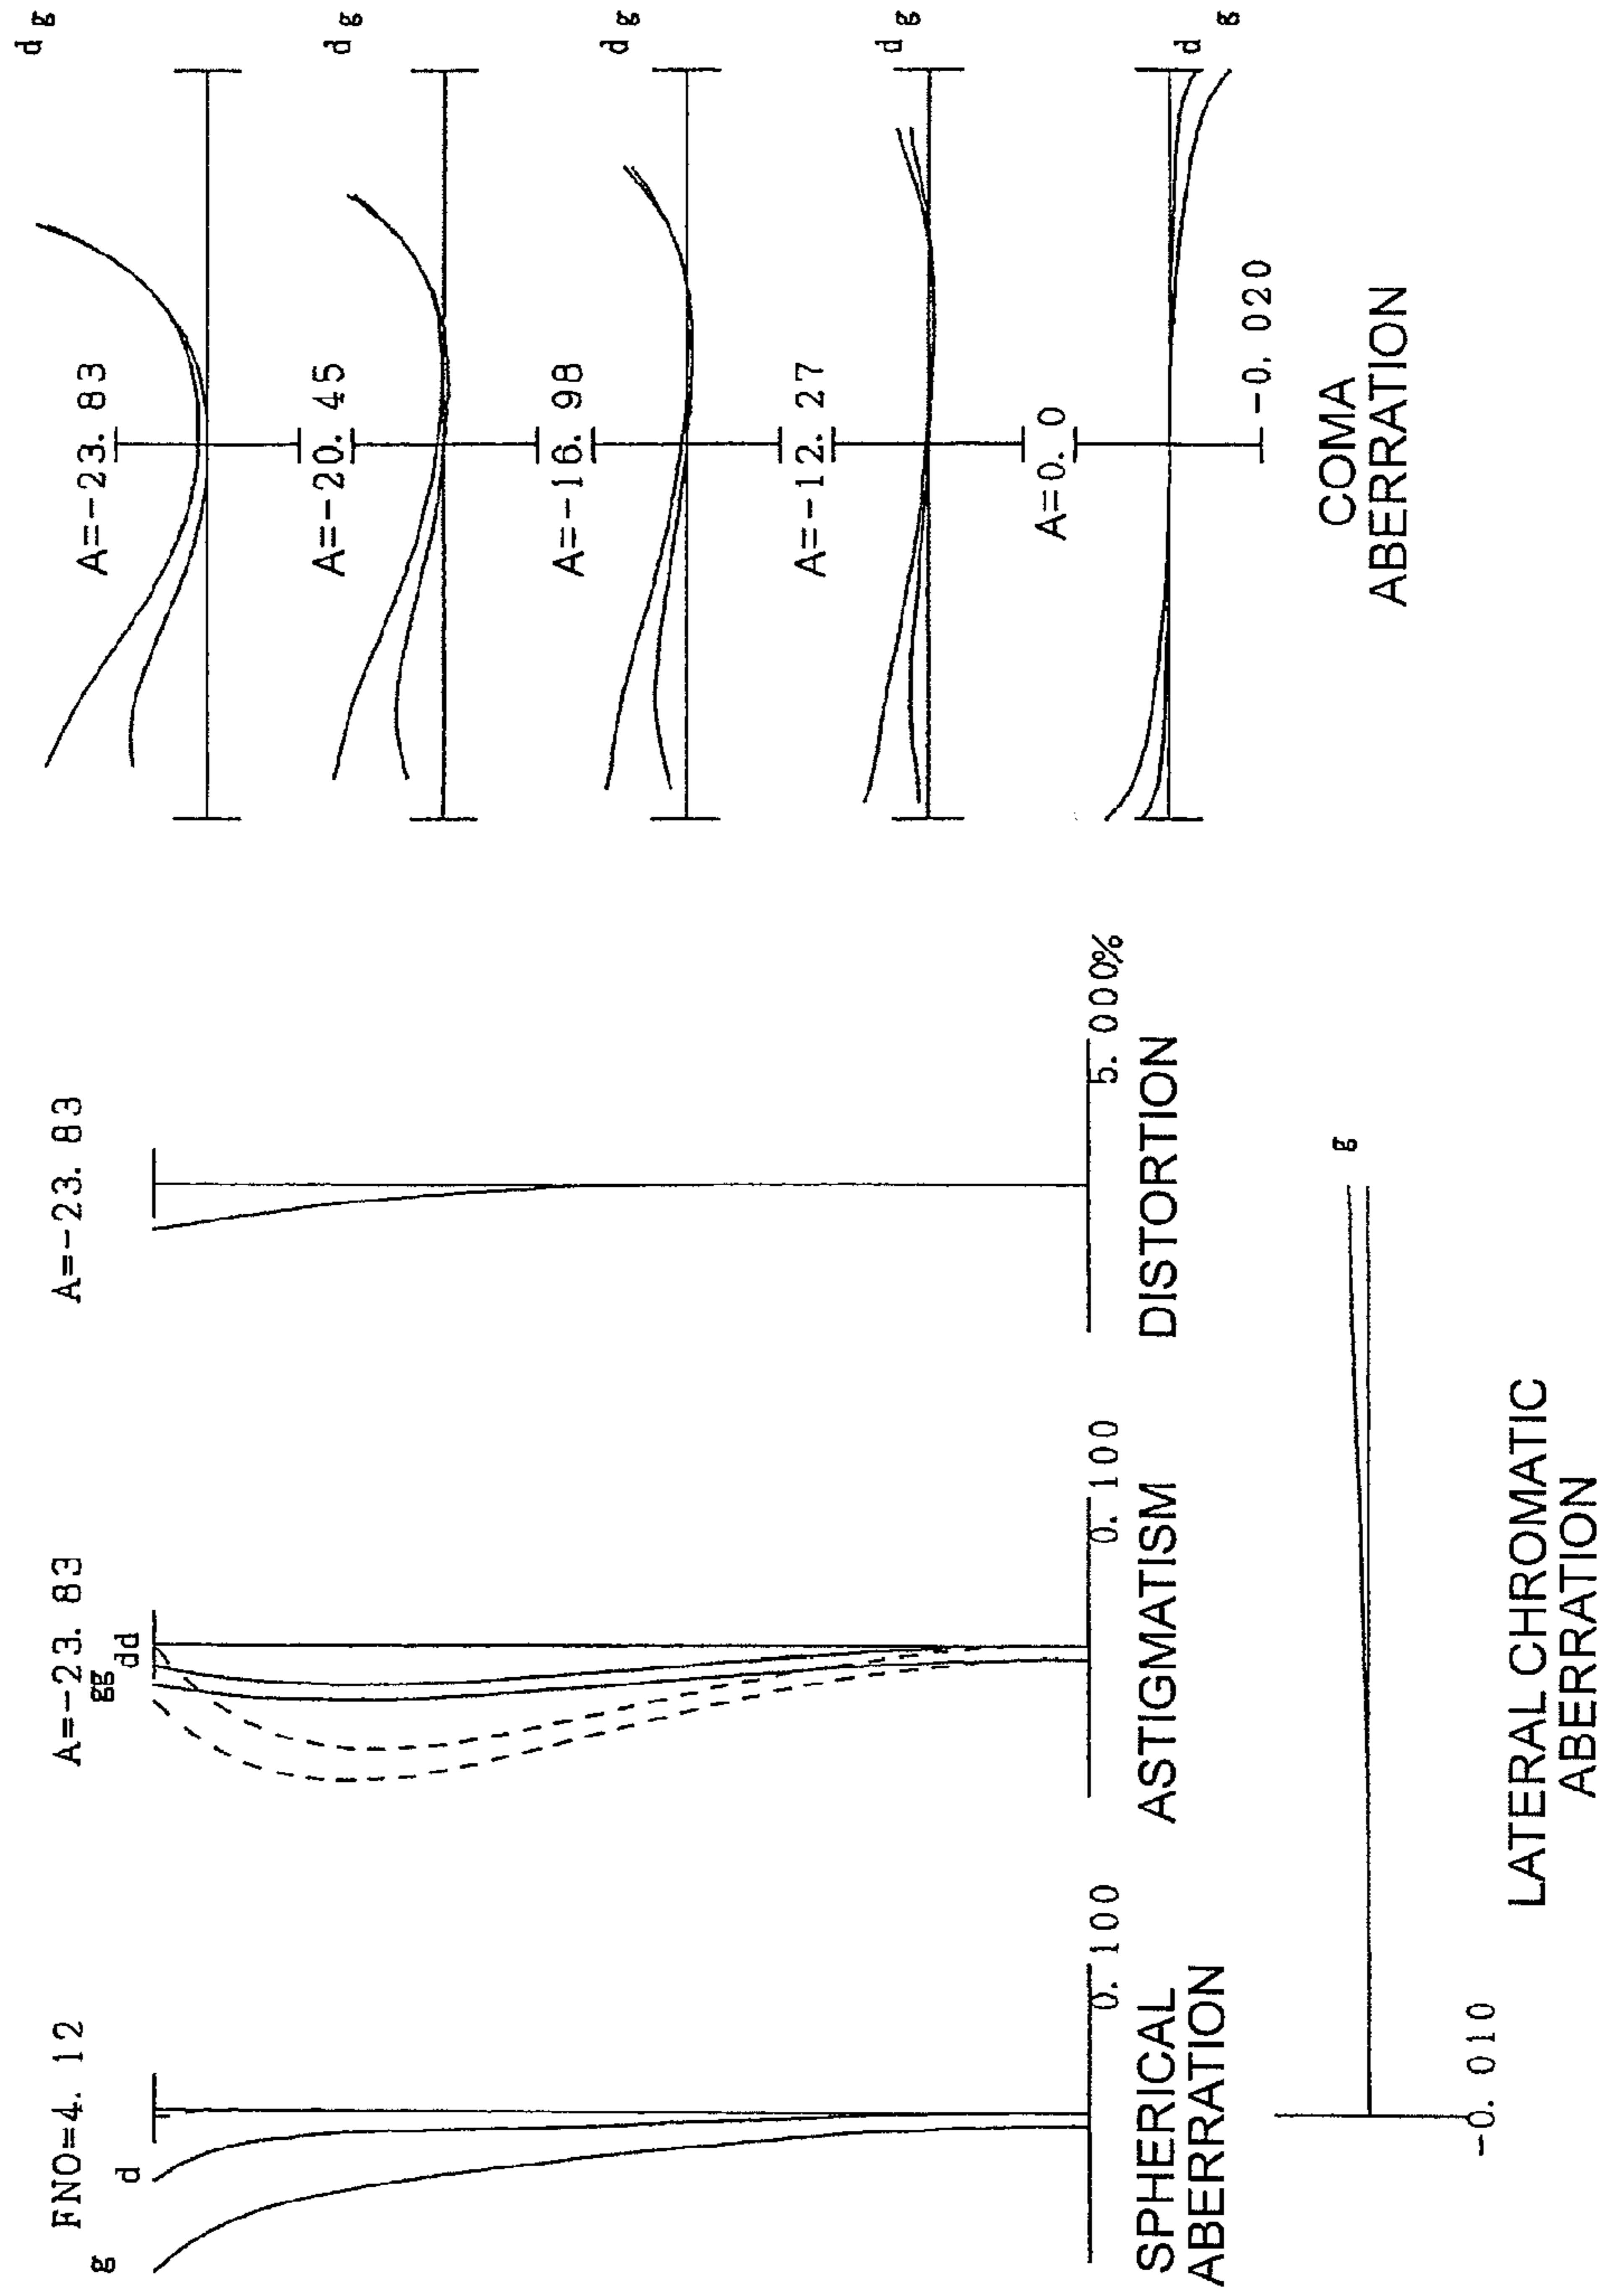 FNO=4. 12
g
d
SPHERICAL
ABERRATION
0. 100
A=-23. 83
gg
dd
ASTIGMATISM
0. 100
A=-23. 83
DISTORTION
5. 000%
A=-23. 83
d
g
A=-20. 45
d
g
A=-16. 98
d
g
A=-12. 27
d
g
A=0. 0
d
g
-0. 020
COMA
ABERRATION
g
-0. 010
LATERAL CHROMATIC
ABERRATION